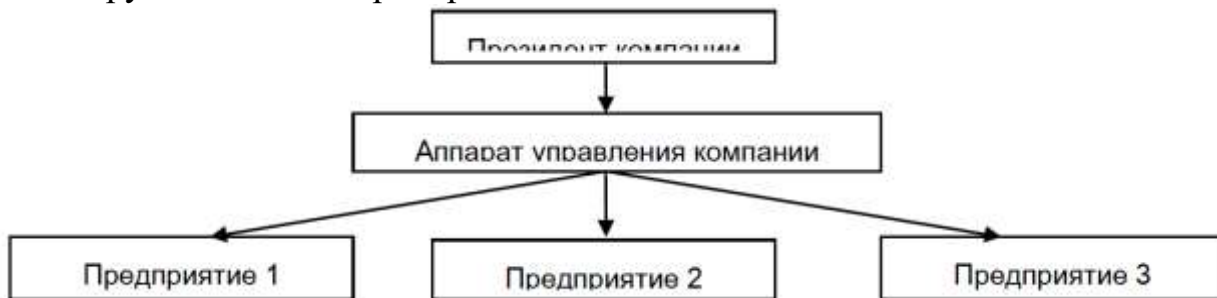 Президент компании
Аппарат управления компании
Предприятие 1 Предприятие 2 Предприятие 3